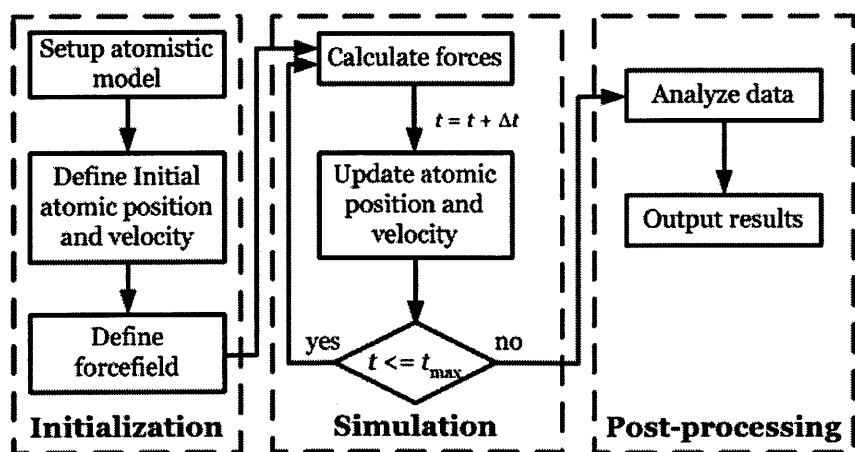 Setup atomistic
model
Define Initial
atomic position
and velocity
Define
forcefield
Initialization
Calculate forces
t = t + Δt
Update atomic
position and
velocity
yes
t <= tmax
no
Simulation
Analyze data
Output results
Post-processing